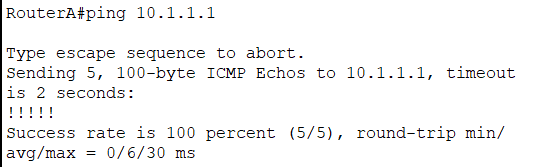 RouterA#ping 10.1.1.1
Type escape sequence to abort.
Sending 5, 100-byte ICMP Echos to 10.1.1.1, timeout
is 2 seconds:
!!!!!
Success rate is 100 percent (5/5), round-trip min/
avg/max = 0/6/30 ms